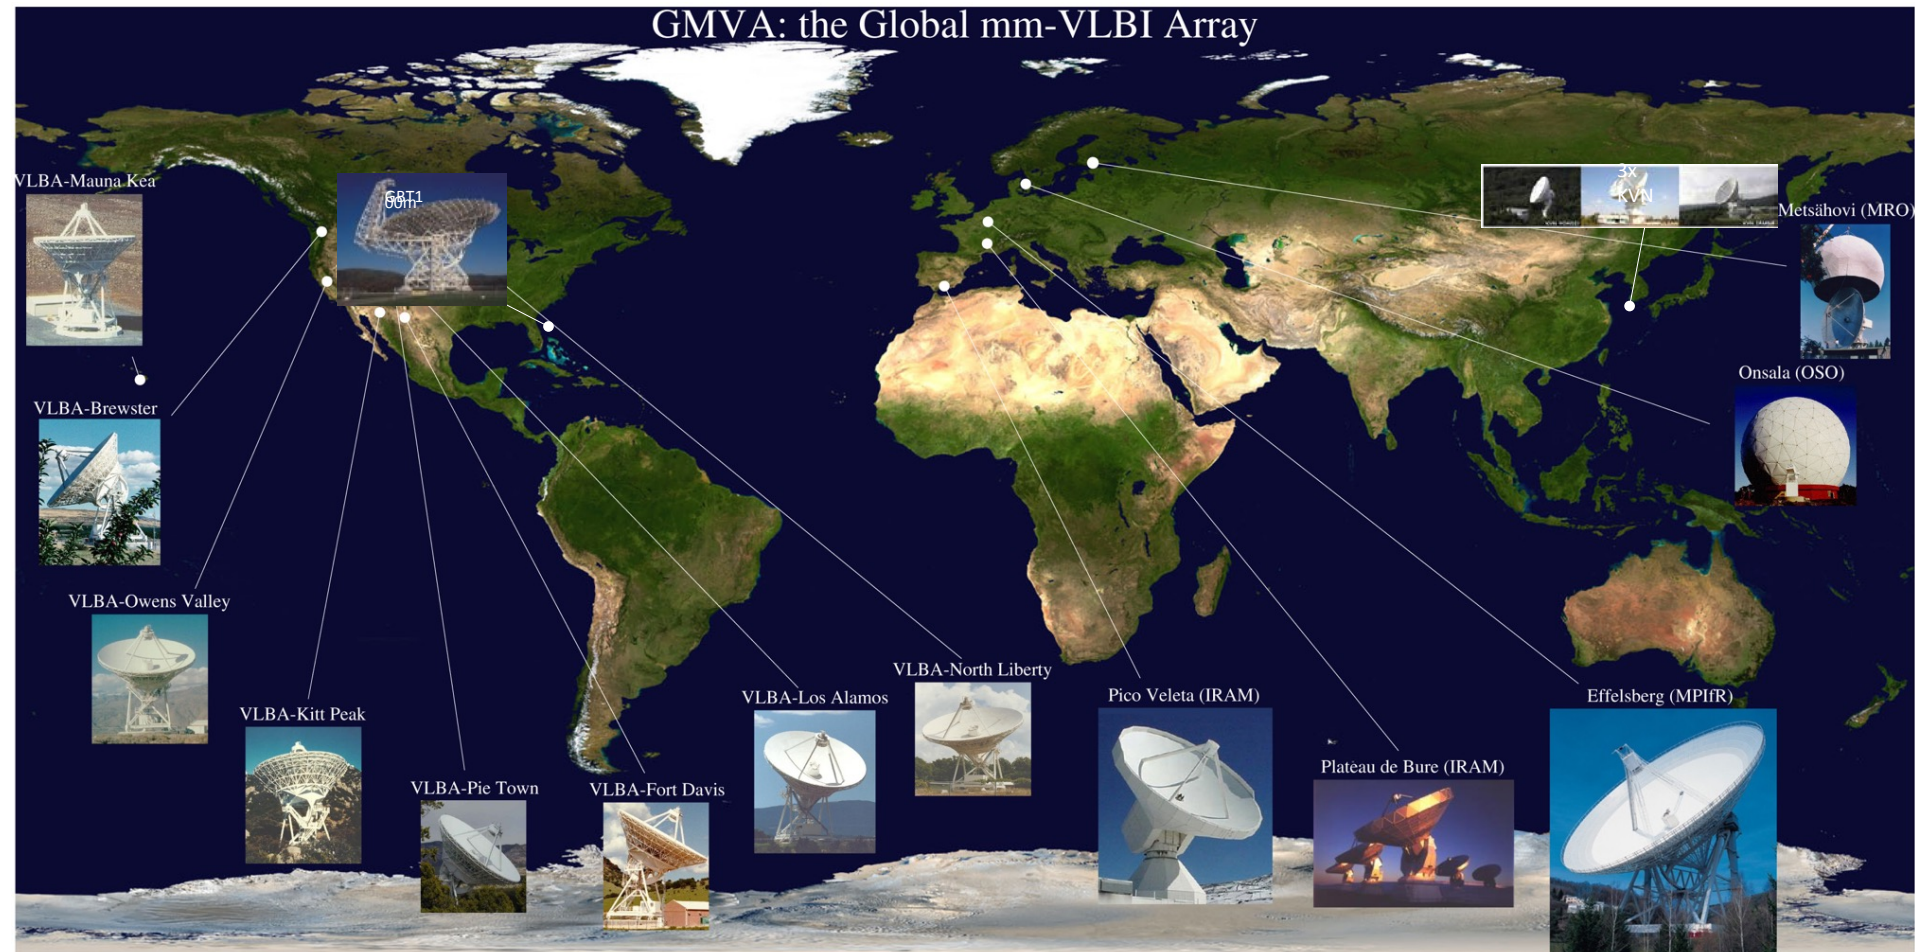 GMVA: the Global mm-VLBI Array
VLBA-Mauna Kea
GBT1
00m
3x
KVN
Metsähovi (MRO)
VLBA-Brewster
Onsala (OSO)
VLBA-Owens Valley
VLBA-Kitt Peak
VLBA-Pie Town
VLBA-Fort Davis
VLBA-Los Alamos
VLBA-North Liberty
Pico Veleta (IRAM)
Plateau de Bure (IRAM)
Effelsberg (MPIfR)